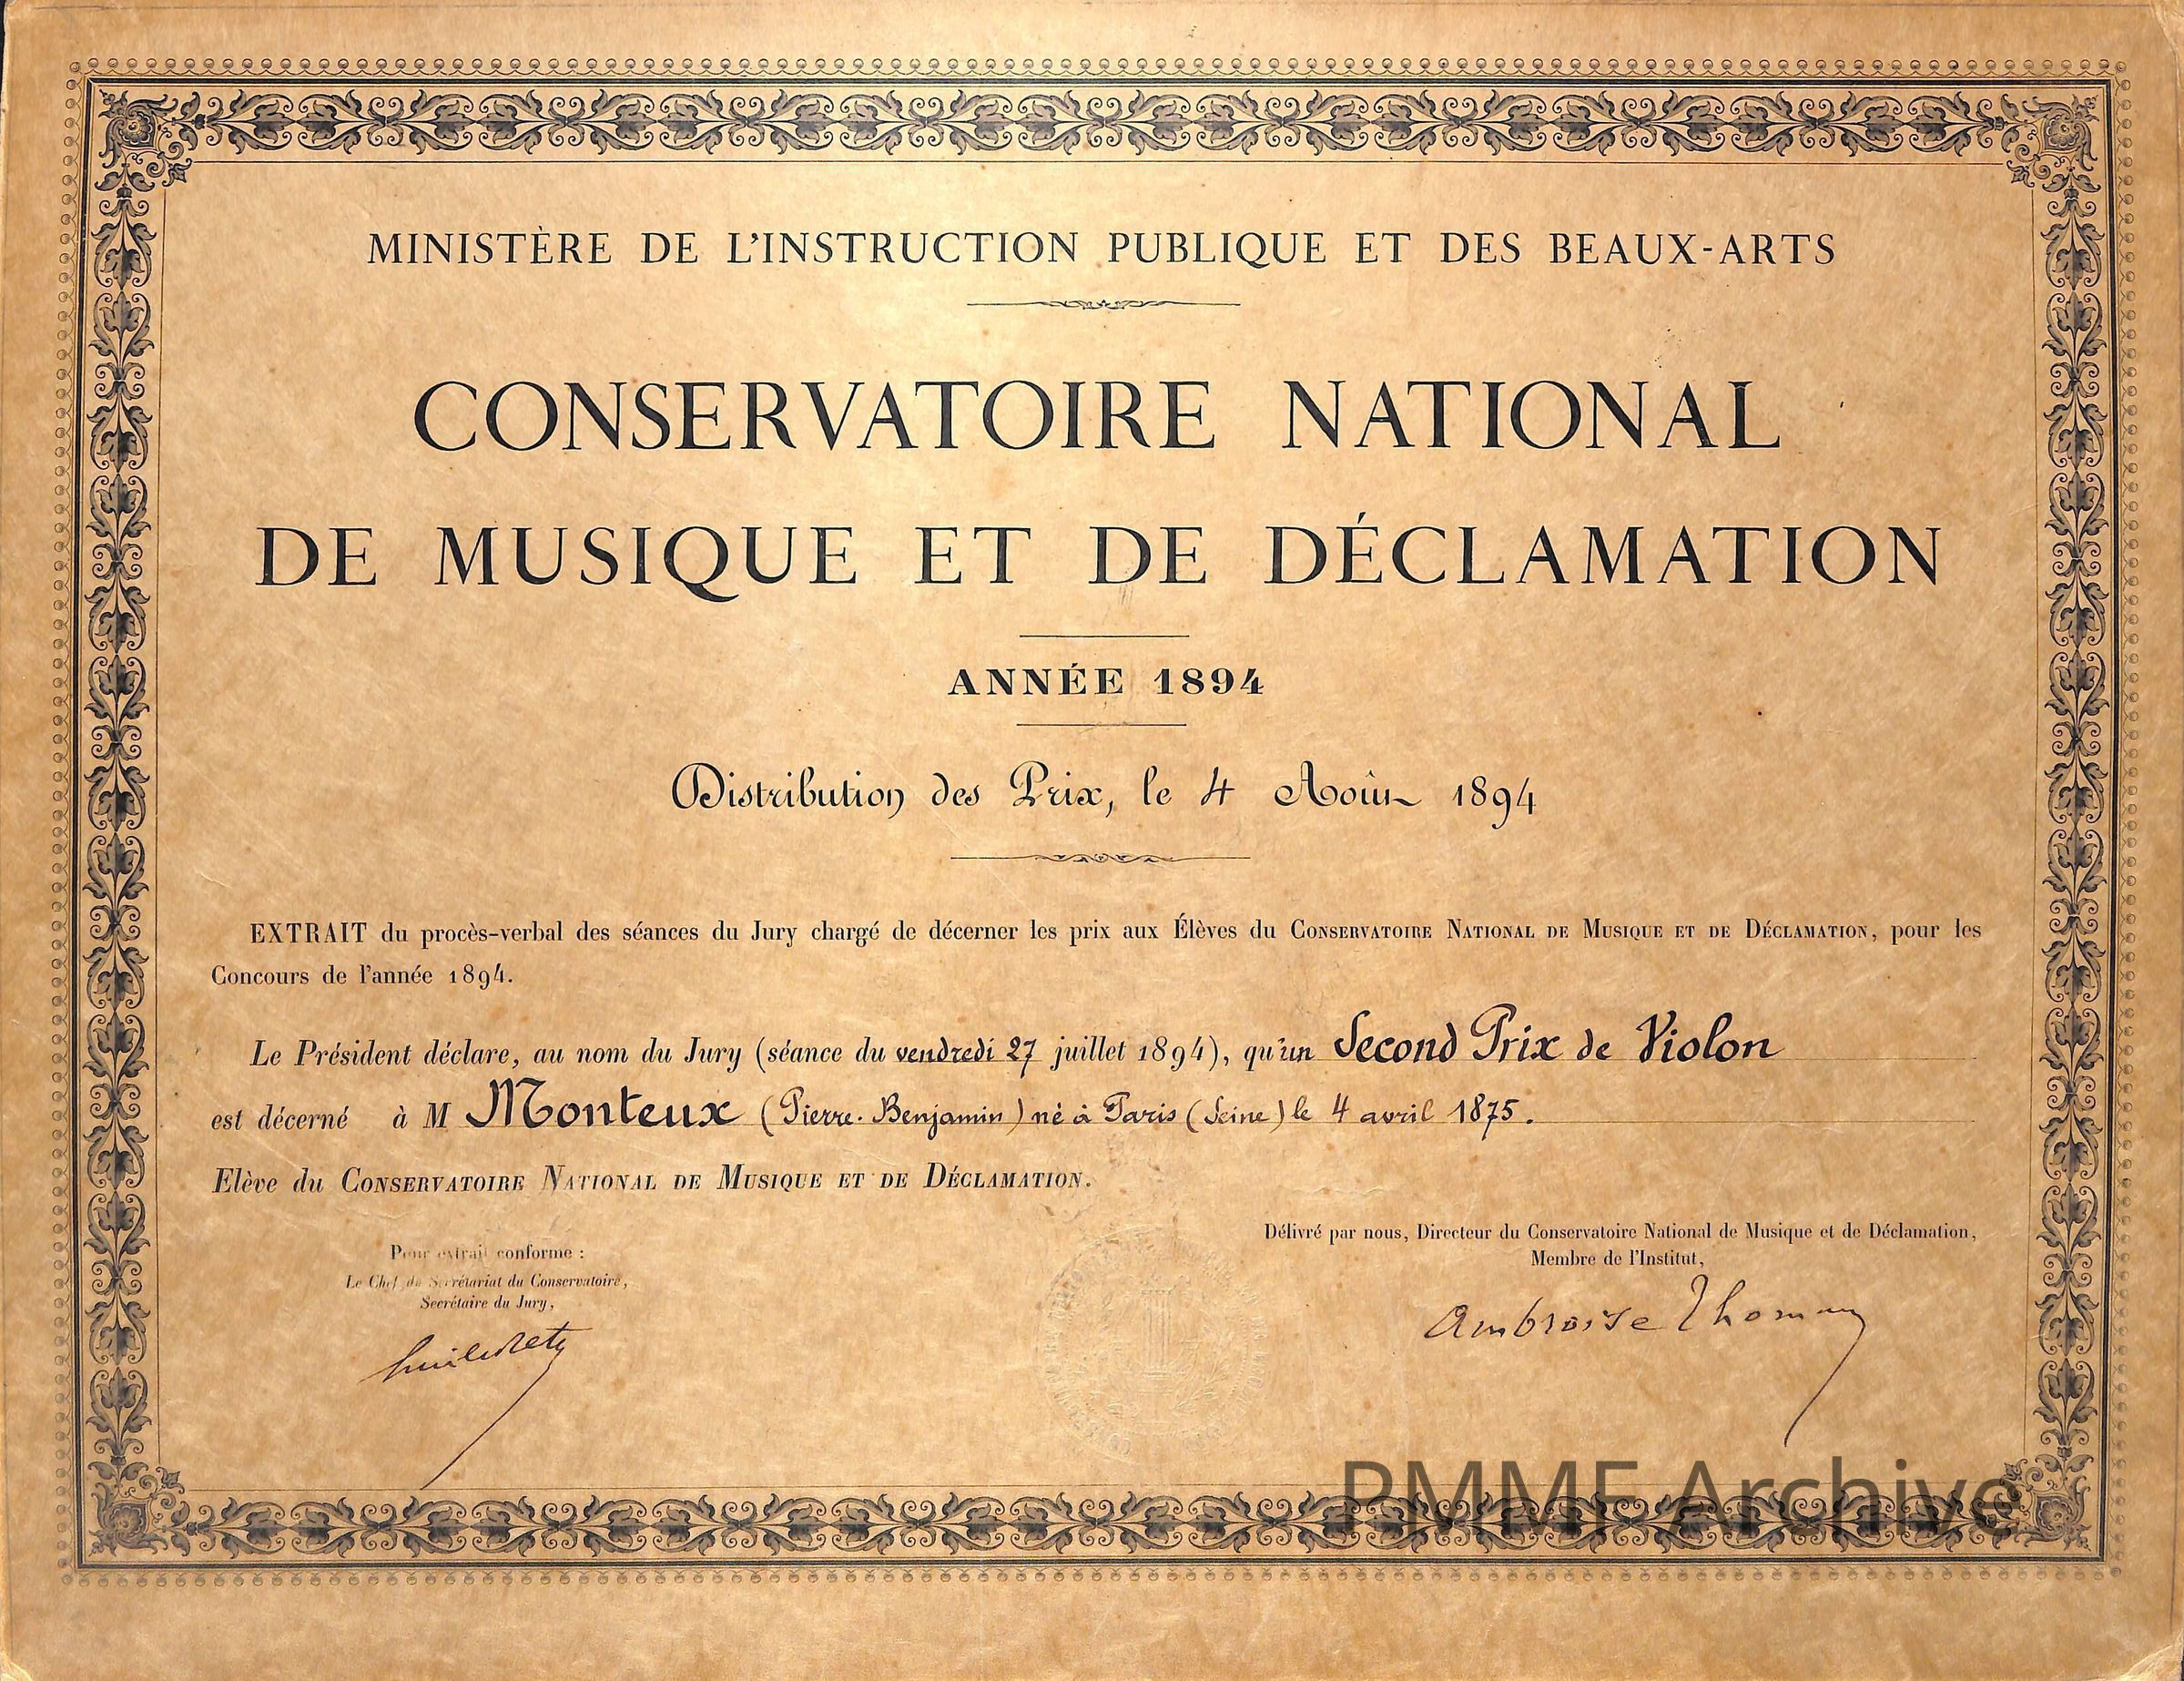 MINISTÈRE DE L'INSTRUCTION PUBLIQUE ET DES BEAUX-ARTS
CONSERVATOIRE NATIONAL
DE MUSIQUE ET DE DÉCLAMATION
ANNÉE 1894
Distribution des Prix, le 4 Août 1894
EXTRAIT du procès-verbal des séances du Jury chargé de décerner les prix aux Élèves du CONSERVATOIRE NATIONAL DE MUSIQUE ET DE DÉCLAMATION, pour les
Concours de l'année 1894.
Le Président déclare, au nom du Jury (séance du vendredi 27 juillet 1894), qu'un Second Prix de Violon
est décerné à M Monteux (Pierre-Benjamin) né à Paris (Seine) le 4 avril 1875.
Elève du CONSERVATOIRE NATIONAL DE MUSIQUE ET DE DÉCLAMATION.
Délivré par nous, Directeur du Conservatoire National de Musique et de Déclamation,
Membre de l'Institut,
Pour extrait conforme :
Le Chef du Secrétariat du Conservatoire,
Secrétaire du Jury,
Ambroise Thomas
PMMF Archive